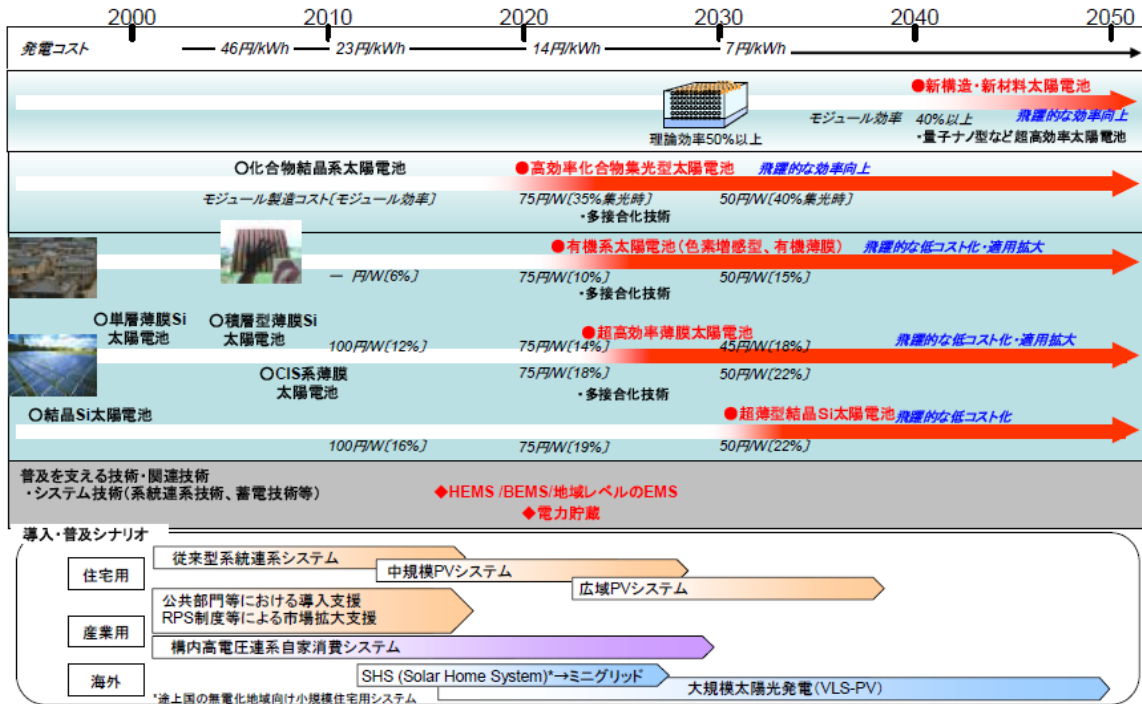 2000 2010 2020 2030 2040 2050
発電コスト 46円/kWh 23円/kWh 14円/kWh 7円/kWh
●新構造・新材料太陽電池
モジュール効率 40%以上 飛躍的な効率向上
理論効率50%以上 ・量子ナノ型など超高効率太陽電池
○化合物結晶系太陽電池 ●高効率化合物集光型太陽電池 飛躍的な効率向上
モジュール製造コスト〔モジュール効率〕 75円/W〔35%集光時〕 50円/W〔40%集光時〕
・多接合化技術
●有機系太陽電池(色素増感型、有機薄膜) 飛躍的な低コスト化・適用拡大
― 円/W〔6%〕 75円/W〔10%〕 50円/W〔15%〕
・多接合化技術
○単層薄膜Si
太陽電池
○積層型薄膜Si
太陽電池
●超高効率薄膜太陽電池 飛躍的な低コスト化・適用拡大
100円/W〔12%〕 75円/W〔14%〕 45円/W〔18%〕
○CIS系薄膜
太陽電池
75円/W〔18%〕 50円/W〔22%〕
・多接合化技術
○結晶Si太陽電池 ●超薄型結晶Si太陽電池 飛躍的な低コスト化
100円/W〔16%〕 75円/W〔19%〕 50円/W〔22%〕
普及を支える技術・関連技術
・システム技術(系統連系技術、蓄電技術等) ◆HEMS /BEMS/地域レベルのEMS
◆電力貯蔵
導入・普及シナリオ
住宅用
従来型系統連系システム
中規模PVシステム
広域PVシステム
産業用
公共部門等における導入支援
RPS制度等による市場拡大支援
構内高電圧連系自家消費システム
海外
SHS (Solar Home System)*→ミニグリッド
大規模太陽光発電(VLS-PV)
*途上国の無電化地域向け小規模住宅用システム